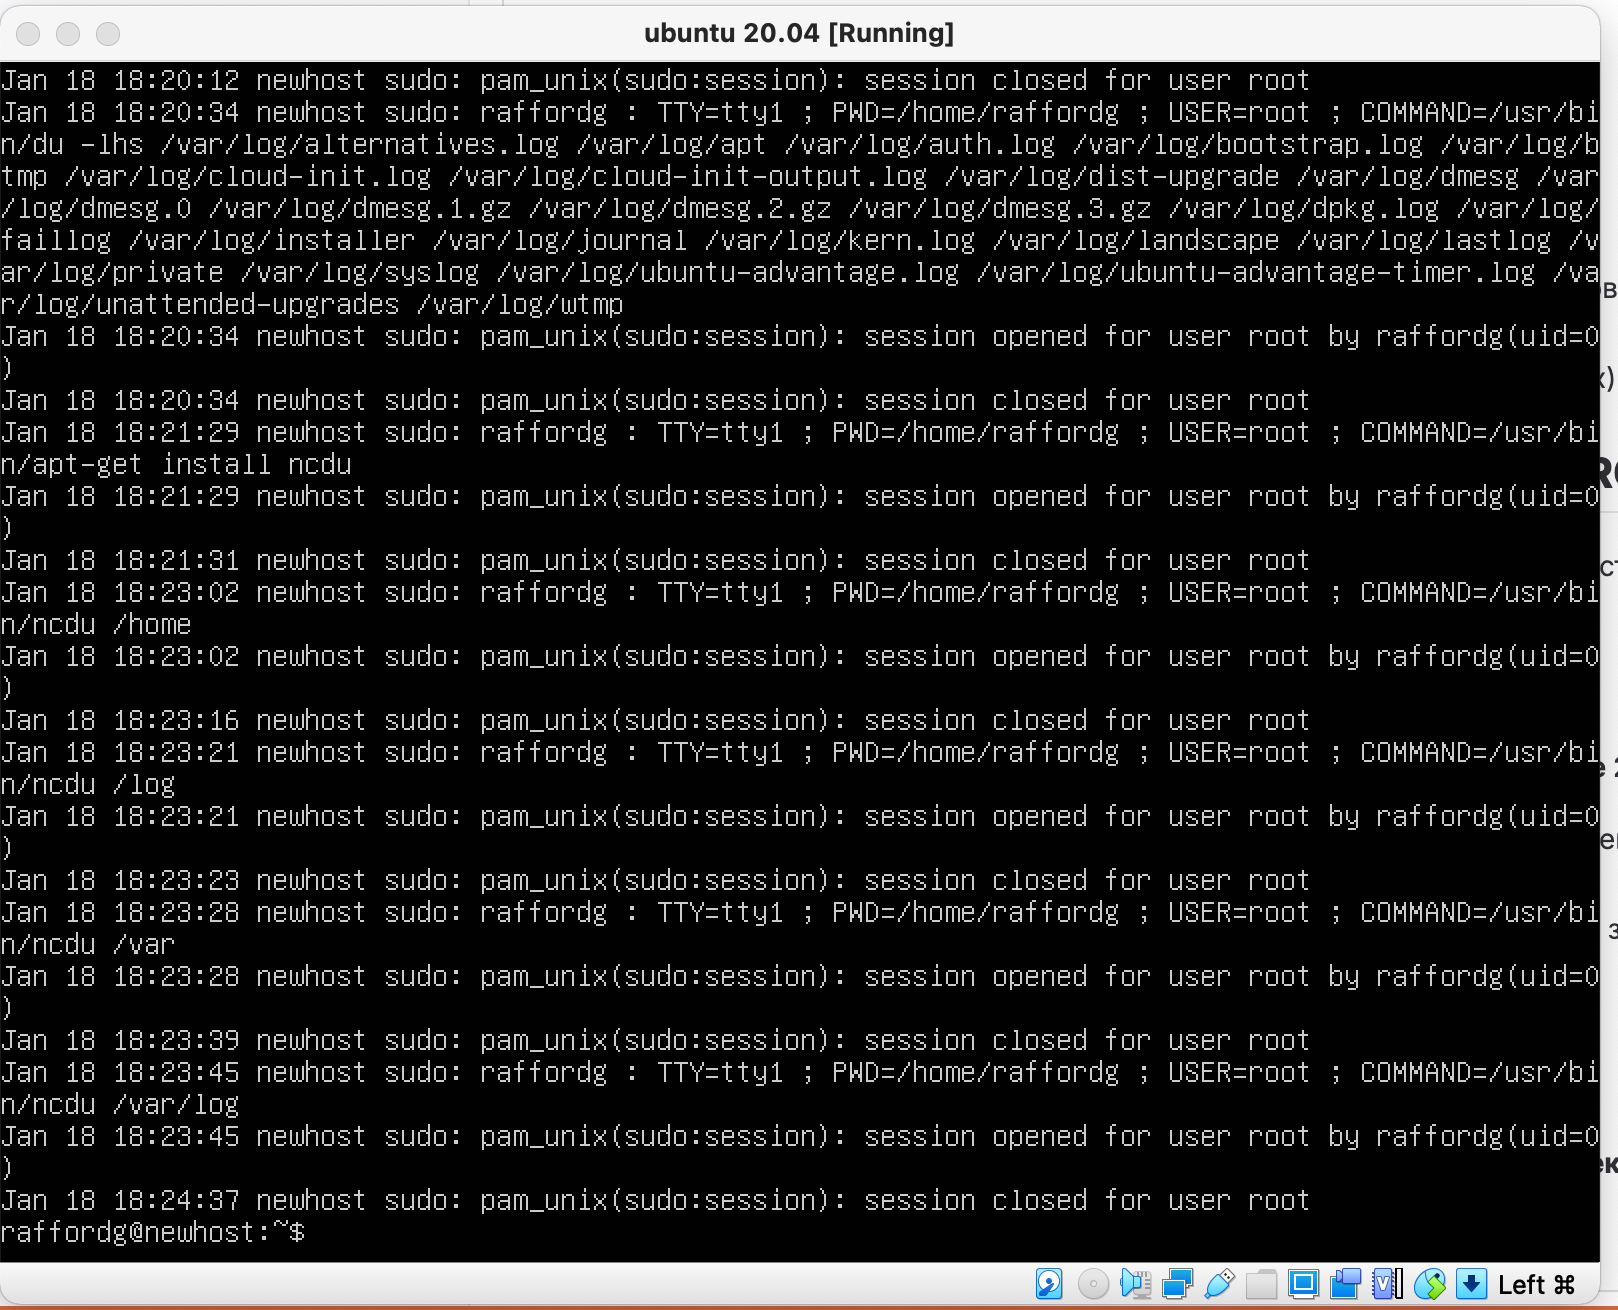 ubuntu 20.04 [Running]
Jan 18 18:20:12 newhost sudo: pam_unix(sudo:session): session closed for user root
Jan 18 18:20:34 newhost sudo: raffordg : TTY=tty1 ; PWD=/home/raffordg ; USER=root ; COMMAND=/usr/bi
n/du -lhs /var/log/alternatives.log /var/log/apt /var/log/auth.log /var/log/bootstrap.log /var/log/b
tmp /var/log/cloud-init.log /var/log/cloud-init-output.log /var/log/dist-upgrade /var/log/dmesg /var
/log/dmesg.0 /var/log/dmesg.1.gz /var/log/dmesg.2.gz /var/log/dmesg.3.gz /var/log/dpkg.log /var/log/
faillog /var/log/installer /var/log/journal /var/log/kern.log /var/log/landscape /var/log/lastlog /v
ar/log/private /var/log/syslog /var/log/ubuntu-advantage.log /var/log/ubuntu-advantage-timer.log /va
r/log/unattended-upgrades /var/log/wtmp
Jan 18 18:20:34 newhost sudo: pam_unix(sudo:session): session opened for user root by raffordg(uid=0
)
Jan 18 18:20:34 newhost sudo: pam_unix(sudo:session): session closed for user root
Jan 18 18:21:29 newhost sudo: raffordg : TTY=tty1 ; PWD=/home/raffordg ; USER=root ; COMMAND=/usr/bi
n/apt-get install ncdu
Jan 18 18:21:29 newhost sudo: pam_unix(sudo:session): session opened for user root by raffordg(uid=0
)
Jan 18 18:21:31 newhost sudo: pam_unix(sudo:session): session closed for user root
Jan 18 18:23:02 newhost sudo: raffordg : TTY=tty1 ; PWD=/home/raffordg ; USER=root ; COMMAND=/usr/bi
n/ncdu /home
Jan 18 18:23:02 newhost sudo: pam_unix(sudo:session): session opened for user root by raffordg(uid=0
)
Jan 18 18:23:16 newhost sudo: pam_unix(sudo:session): session closed for user root
Jan 18 18:23:21 newhost sudo: raffordg : TTY=tty1 ; PWD=/home/raffordg ; USER=root ; COMMAND=/usr/bi
n/ncdu /log
Jan 18 18:23:21 newhost sudo: pam_unix(sudo:session): session opened for user root by raffordg(uid=0
)
Jan 18 18:23:23 newhost sudo: pam_unix(sudo:session): session closed for user root
Jan 18 18:23:28 newhost sudo: raffordg : TTY=tty1 ; PWD=/home/raffordg ; USER=root ; COMMAND=/usr/bi
n/ncdu /var
Jan 18 18:23:28 newhost sudo: pam_unix(sudo:session): session opened for user root by raffordg(uid=0
)
Jan 18 18:23:39 newhost sudo: pam_unix(sudo:session): session closed for user root
Jan 18 18:23:45 newhost sudo: raffordg : TTY=tty1 ; PWD=/home/raffordg ; USER=root ; COMMAND=/usr/bi
n/ncdu /var/log
Jan 18 18:23:45 newhost sudo: pam_unix(sudo:session): session opened for user root by raffordg(uid=0
)
Jan 18 18:24:37 newhost sudo: pam_unix(sudo:session): session closed for user root
raffordg@newhost:~$
Left ⌘